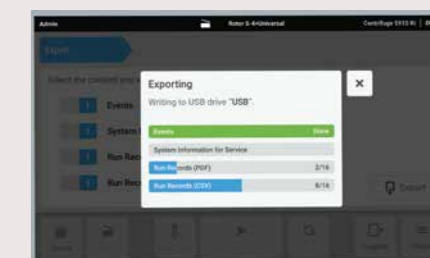 Admin
Rotor S-4xUniversal
Centrifuge 5910 Ri
Export
Select the content you
Exporting
Writing to USB drive "USB".
Events
Done
System Information for Service
Run Records (PDF)
2/16
Run Records (CSV)
8/16
Events
System
Run Rec
Run Rec
Export